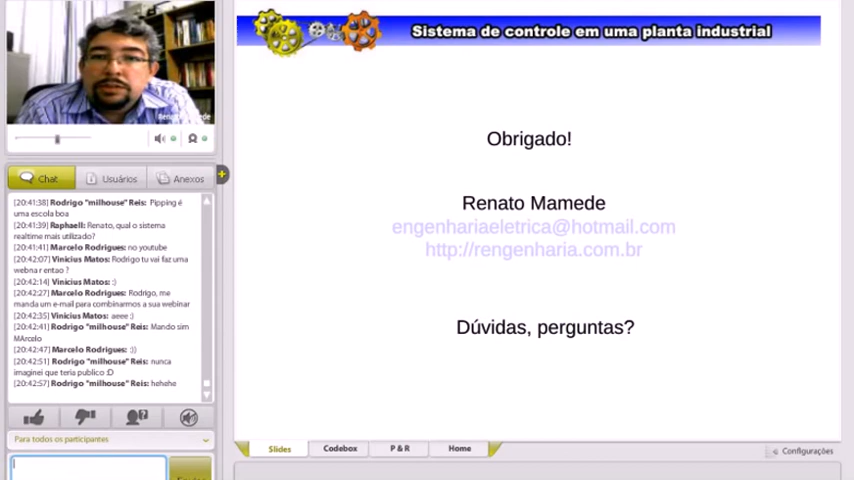 Sistema de controle em uma planta industrial
Obrigado!
Renato Mamede
engenhariaeletrica@hotmail.com
http://rengenharia.com.br
Dúvidas, perguntas?
Chat
Usuários
Anexos
[20:41:38] Rodrigo "milhouse" Reis: Pipping é
uma escola boa
[20:41:39] Raphaell: Renato, qual o sistema
realtime mais utilizado?
[20:41:41] Marcelo Rodrigues: no youtube
[20:42:07] Vinicius Matos: Rodrigo tu vai faz uma
webna r entao ?
[20:42:14] Vinicius Matos: :)
[20:42:27] Marcelo Rodrigues: Rodrigo, me
manda um e-mail para combinarmos a sua webinar
[20:42:35] Vinicius Matos: aeee :)
[20:42:41] Rodrigo "milhouse" Reis: Mando sim
MArcelo
[20:42:47] Marcelo Rodrigues: :))
[20:42:51] Rodrigo "milhouse" Reis: nunca
imaginei que teria publico :D
[20:42:57] Rodrigo "milhouse" Reis: hehehe
Para todos os participantes
Slides
Codebox
P & R
Home
Configurações